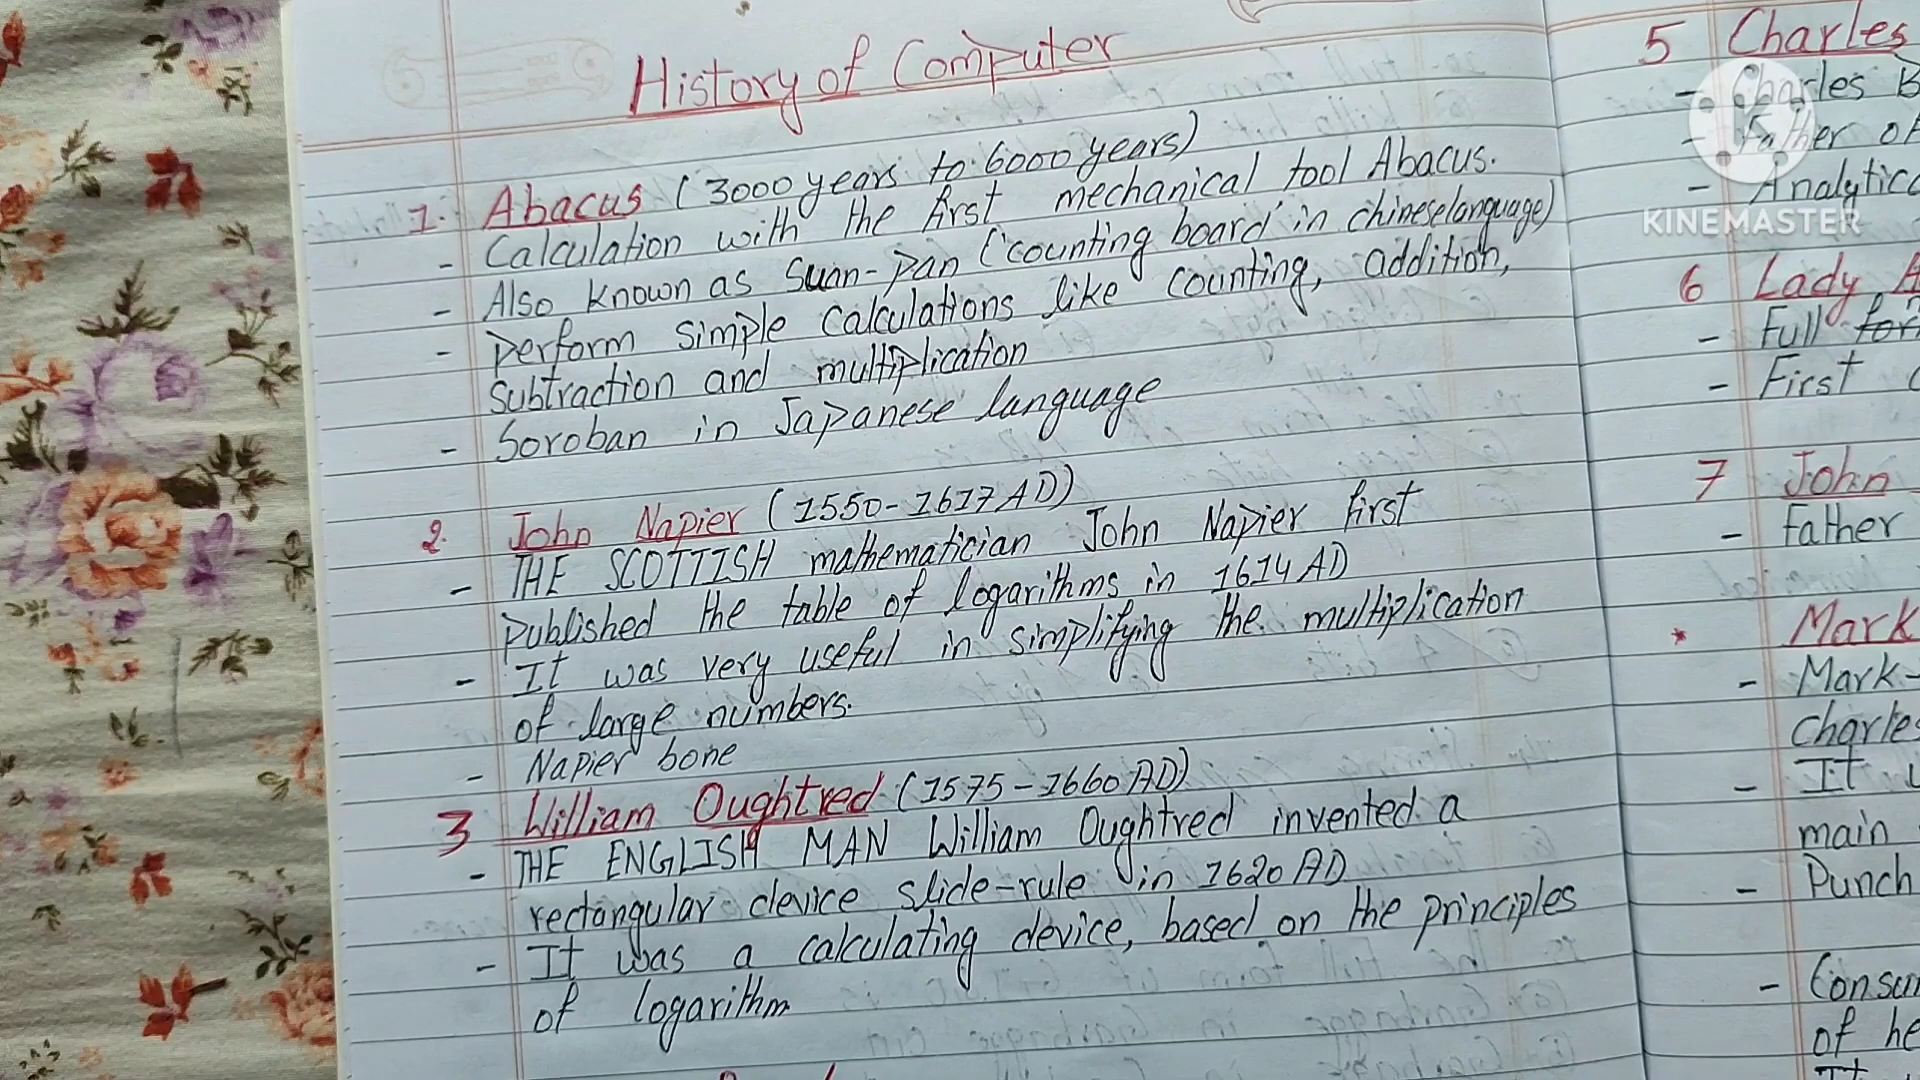 History of Computer
1. Abacus (3000 years to 6000 years)
- Calculation with the first mechanical tool Abacus.
- Also known as Suan-pan ('counting board' in chinese language)
- perform simple calculations like counting, addition,
subtraction and multiplication
- Soroban in Japanese language
2. John Napier (1550-1617 AD)
- THE SCOTTISH mathematician John Napier first
published the table of logarithms in 1614 AD
- It was very useful in simplifying the multiplication
of large numbers.
- Napier bone
3 William Oughtred (1575-1660 AD)
- THE ENGLISH MAN William Oughtred invented a
rectangular device slide-rule in 1620 AD
- It was a calculating device, based on the principles
of logarithm
5 Charles
- Charles B
- Father of
- Analytica
KINEMASTER
6 Lady A
- Full for
- First
7 John
- Father
* Mark
- Mark-
Charles
- It
main
- Punch
- Consum
of he
It